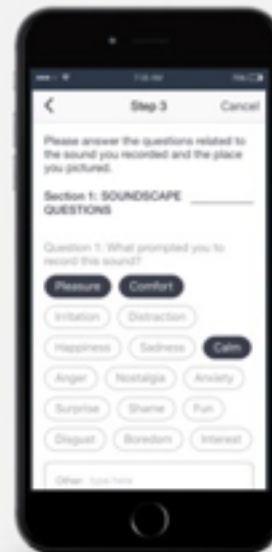 Step 3
Cancel
Please answer the questions related to
the sound you recorded and the place
you pictured.
Section 1: SOUNDSCAPE
QUESTIONS
Question 1: What prompted you to
record this sound?
Pleasure Comfort
Irritation Distraction
Happiness Sadness Calm
Anger Nostalgia Anxiety
Surprise Shame Fun
Disgust Boredom Interest
Other: type here